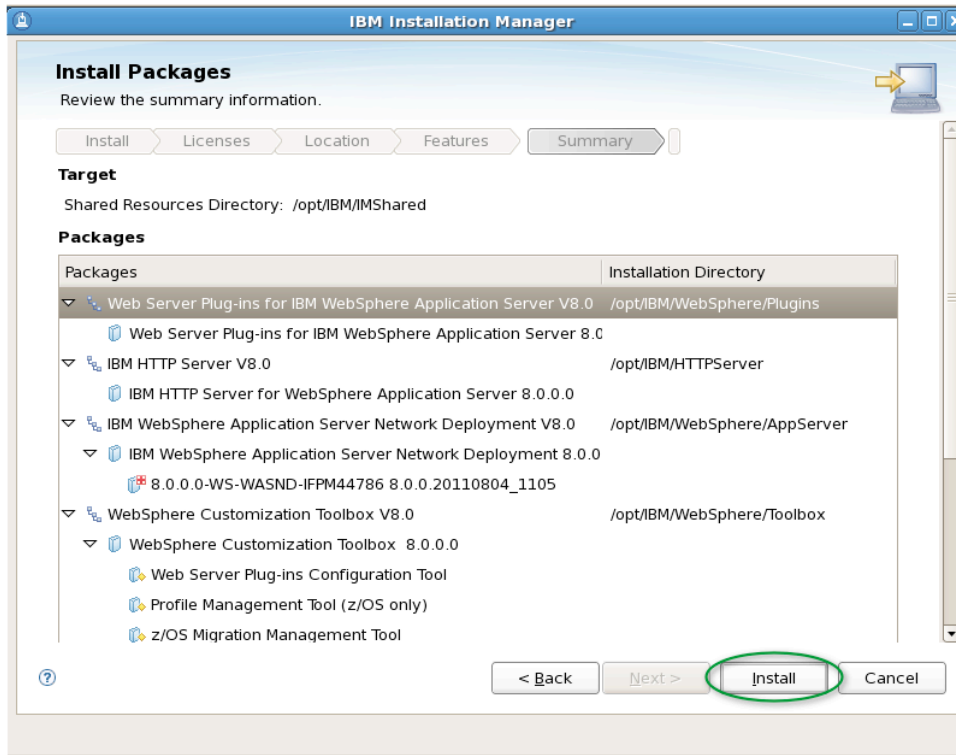 IBM Installation Manager
Install Packages
Review the summary information.
Install Licenses Location Features Summary
Target
Shared Resources Directory: /opt/IBM/IMShared
Packages
Packages Installation Directory
Web Server Plug-ins for IBM WebSphere Application Server V8.0 /opt/IBM/WebSphere/Plugins
Web Server Plug-ins for IBM WebSphere Application Server 8.0
IBM HTTP Server V8.0 /opt/IBM/HTTPServer
IBM HTTP Server for WebSphere Application Server 8.0.0.0
IBM WebSphere Application Server Network Deployment V8.0 /opt/IBM/WebSphere/AppServer
IBM WebSphere Application Server Network Deployment 8.0.0
8.0.0.0-WS-WASND-IFPM44786 8.0.0.20110804_1105
WebSphere Customization Toolbox V8.0 /opt/IBM/WebSphere/Toolbox
WebSphere Customization Toolbox 8.0.0.0
Web Server Plug-ins Configuration Tool
Profile Management Tool (z/OS only)
z/OS Migration Management Tool
? < Back Next > Install Cancel